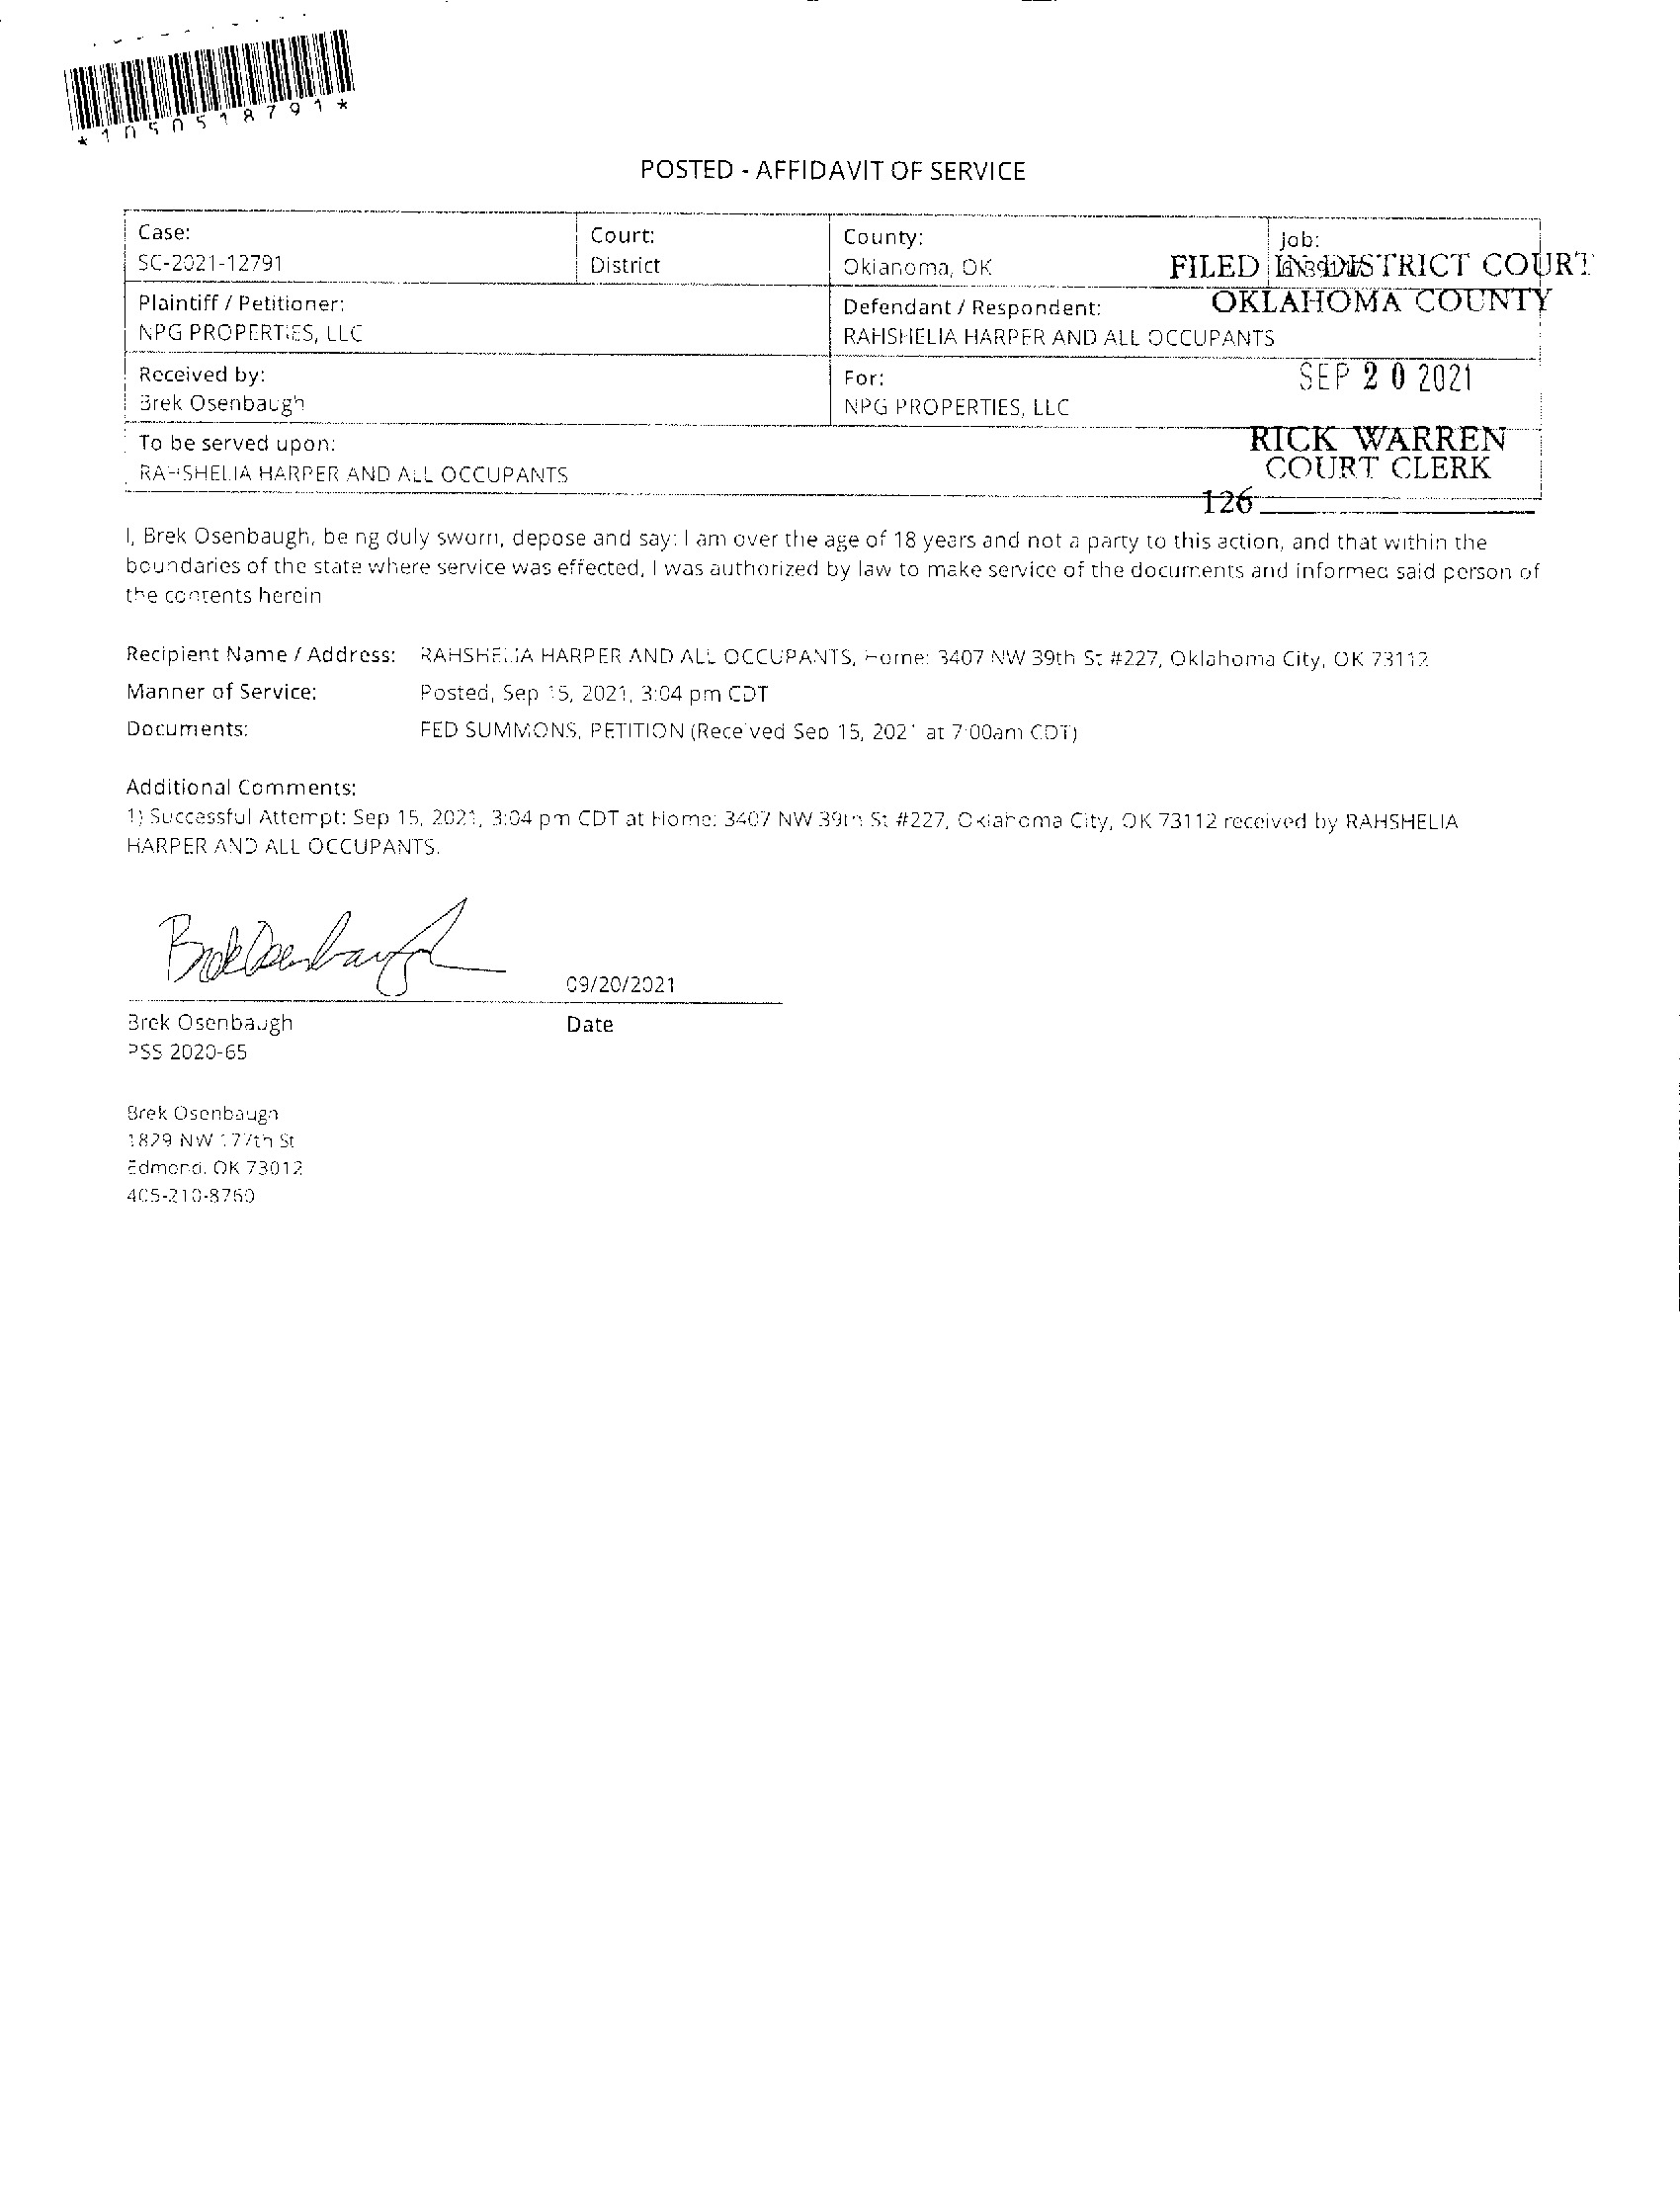 *1050518791*
POSTED - AFFIDAVIT OF SERVICE
Case: Court: County: Job:
SC-2021-12791 District Oklahoma, OK
FILED IN DISTRICT COURT
OKLAHOMA COUNTY
Plaintiff / Petitioner: Defendant / Respondent:
NPG PROPERTIES, LLC RAHSHELIA HARPER AND ALL OCCUPANTS
SEP 20 2021
Received by: For:
Brek Osenbaugh NPG PROPERTIES, LLC
RICK WARREN
COURT CLERK
126
To be served upon:
RAHSHELIA HARPER AND ALL OCCUPANTS
I, Brek Osenbaugh, being duly sworn, depose and say: I am over the age of 18 years and not a party to this action, and that within the
boundaries of the state where service was effected, I was authorized by law to make service of the documents and informed said person of
the contents herein
Recipient Name / Address: RAHSHELIA HARPER AND ALL OCCUPANTS, Home: 3407 NW 39th St #227, Oklahoma City, OK 73112
Manner of Service: Posted, Sep 15, 2021, 3:04 pm CDT
Documents: FED SUMMONS, PETITION (Received Sep 15, 2021 at 7:00am CDT)
Additional Comments:
1) Successful Attempt: Sep 15, 2021, 3:04 pm CDT at Home: 3407 NW 39th St #227, Oklahoma City, OK 73112 received by RAHSHELIA
HARPER AND ALL OCCUPANTS.
Brek Osenbaugh
09/20/2021
Brek Osenbaugh Date
PSS 2020-65
Brek Osenbaugh
1829 NW 177th St
Edmond, OK 73012
405-210-8760